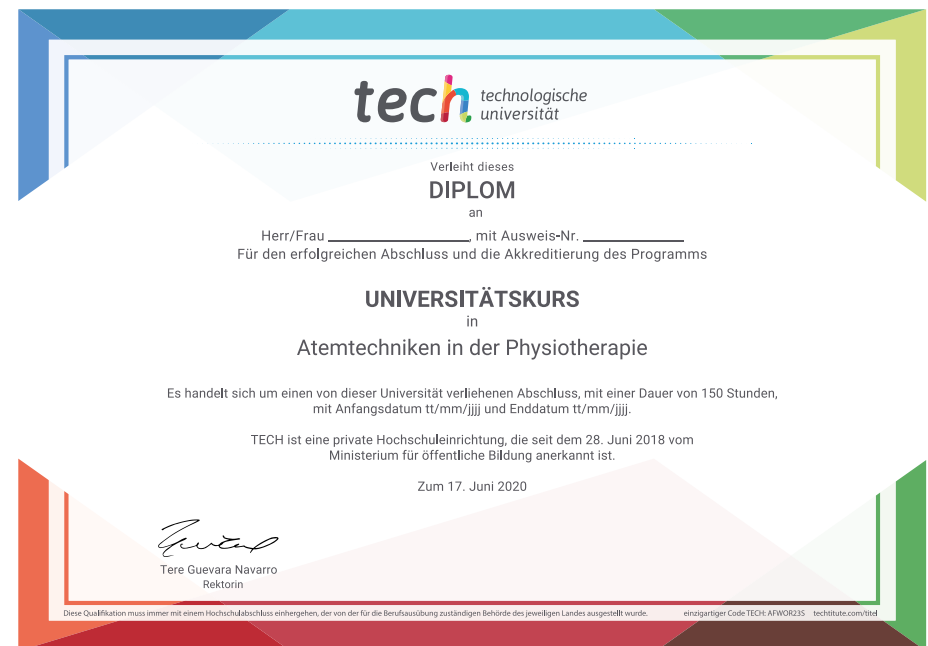 tech technologische
universität
Verleiht dieses
DIPLOM
an
Herr/Frau ____________________, mit Ausweis-Nr. ______________
Für den erfolgreichen Abschluss und die Akkreditierung des Programms
UNIVERSITÄTSKURS
in
Atemtechniken in der Physiotherapie
Es handelt sich um einen von dieser Universität verliehenen Abschluss, mit einer Dauer von 150 Stunden,
mit Anfangsdatum tt/mm/jjjj und Enddatum tt/mm/jjjj.
TECH ist eine private Hochschuleinrichtung, die seit dem 28. Juni 2018 vom
Ministerium für öffentliche Bildung anerkannt ist.
Zum 17. Juni 2020
Tere Guevara Navarro
Rektorin
Diese Qualifikation muss immer mit einem Hochschulabschluss einhergehen, der von der für die Berufsausübung zuständigen Behörde des jeweiligen Landes ausgestellt wurde. einzigartiger Code TECH: AFWOR23S techtitute.com/titel